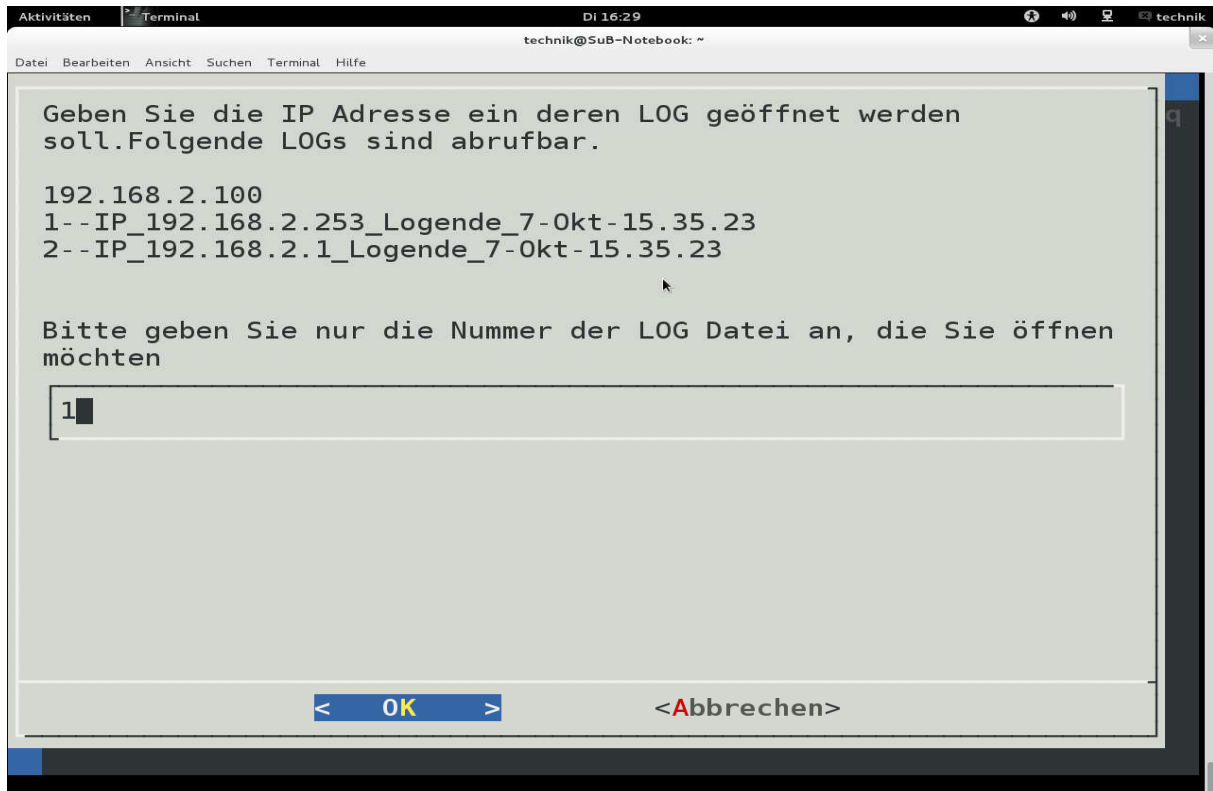 Aktivitäten Terminal Di 16:29 technik
technik@SuB-Notebook: ~
Datei Bearbeiten Ansicht Suchen Terminal Hilfe
Geben Sie die IP Adresse ein deren LOG geöffnet werden
soll.Folgende LOGs sind abrufbar.
q
192.168.2.100
1--IP_192.168.2.253_Logende_7-Okt-15.35.23
2--IP_192.168.2.1_Logende_7-Okt-15.35.23
Bitte geben Sie nur die Nummer der LOG Datei an, die Sie öffnen
möchten
1
< OK > <Abbrechen>